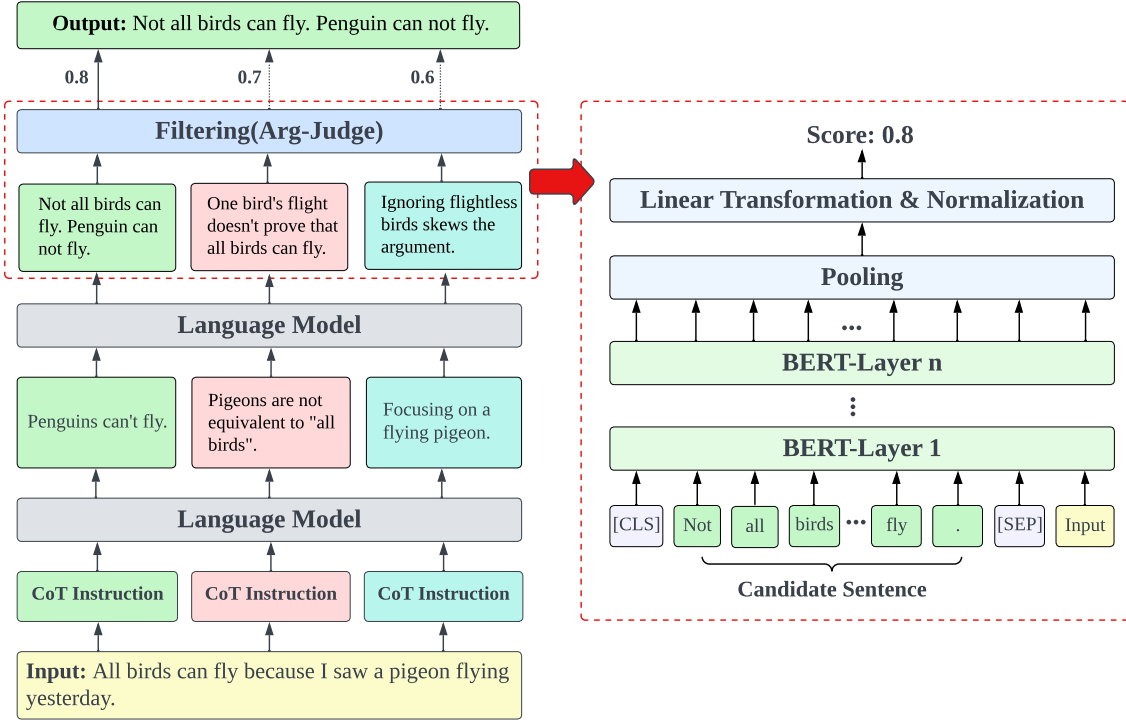 Output: Not all birds can fly. Penguin can not fly.
0.8
0.7
0.6
Filtering(Arg-Judge)
Not all birds can
fly. Penguin can
not fly.
One bird's flight
doesn't prove that
all birds can fly.
Ignoring flightless
birds skews the
argument.
Language Model
Penguins can't fly.
Pigeons are not
equivalent to "all
birds".
Focusing on a
flying pigeon.
Language Model
CoT Instruction
CoT Instruction
CoT Instruction
Input: All birds can fly because I saw a pigeon flying
yesterday.
Score: 0.8
Linear Transformation & Normalization
Pooling
...
BERT-Layer n
...
BERT-Layer 1
[CLS] Not all birds ... fly . [SEP] Input
Candidate Sentence